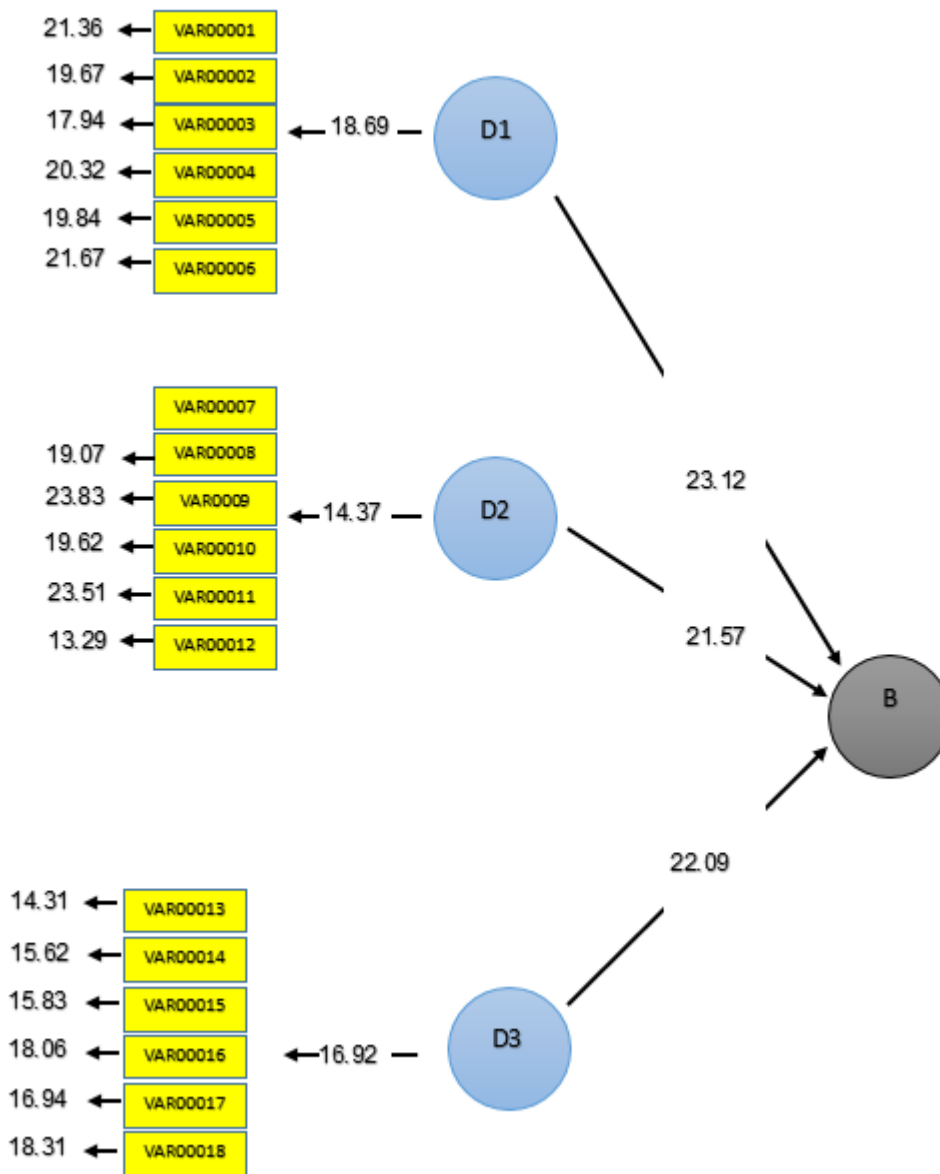 21.36 VAR00001
19.67 VAR00002
17.94 VAR00003
20.32 VAR00004
19.84 VAR00005
21.67 VAR00006
18.69 D1
VAR00007
19.07 VAR00008
23.83 VAR0009
19.62 VAR00010
23.51 VAR00011
13.29 VAR00012
14.37 D2
23.12
21.57
B
22.09
14.31 VAR00013
15.62 VAR00014
15.83 VAR00015
18.06 VAR00016
16.94 VAR00017
18.31 VAR00018
16.92 D3